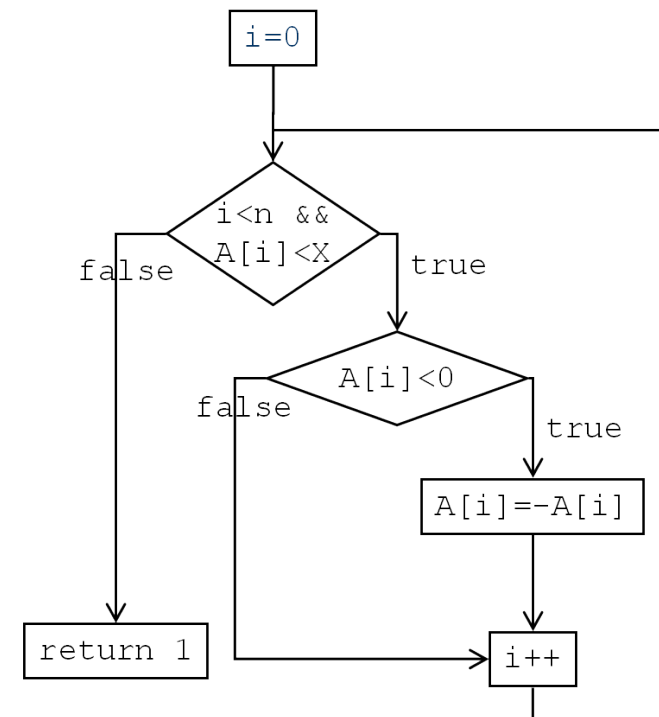 i=0
i<n &&
A[i]<X
false
true
A[i]<0
false
true
A[i]=-A[i]
return 1
i++